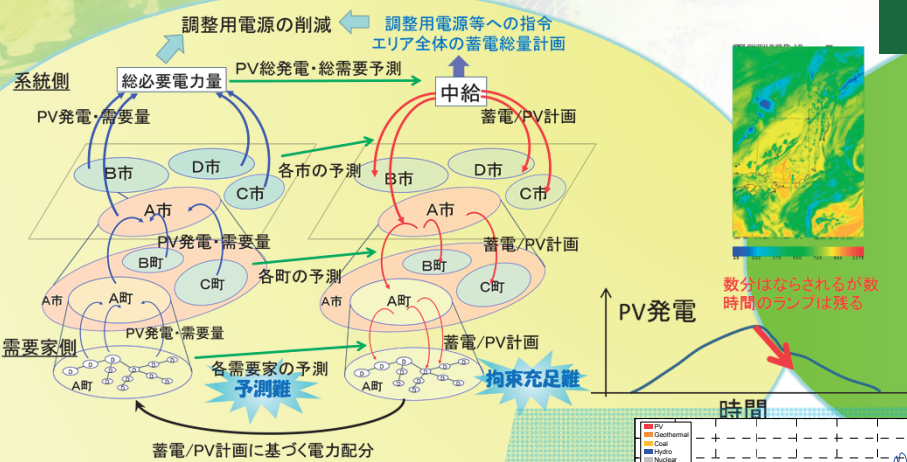 調整用電源の削減
調整用電源等への指令
エリア全体の蓄電総量計画
系統側
総必要電力量
PV総発電・総需要予測
中給
PV発電・需要量
蓄電/PV計画
B市
D市
C市
A市
各市の予測
B市
D市
C市
A市
PV発電・需要量
蓄電/PV計画
B町
C町
A市
A町
各町の予測
B町
C町
A市
A町
数分はならされるが数
時間のランプは残る
PV発電
時間
PV発電・需要量
蓄電/PV計画
需要家側
A町
各需要家の予測
予測難
A町
拘束充足難
蓄電/PV計画に基づく電力配分
PV
Geothermal
Coal
Hydro
Nuclear